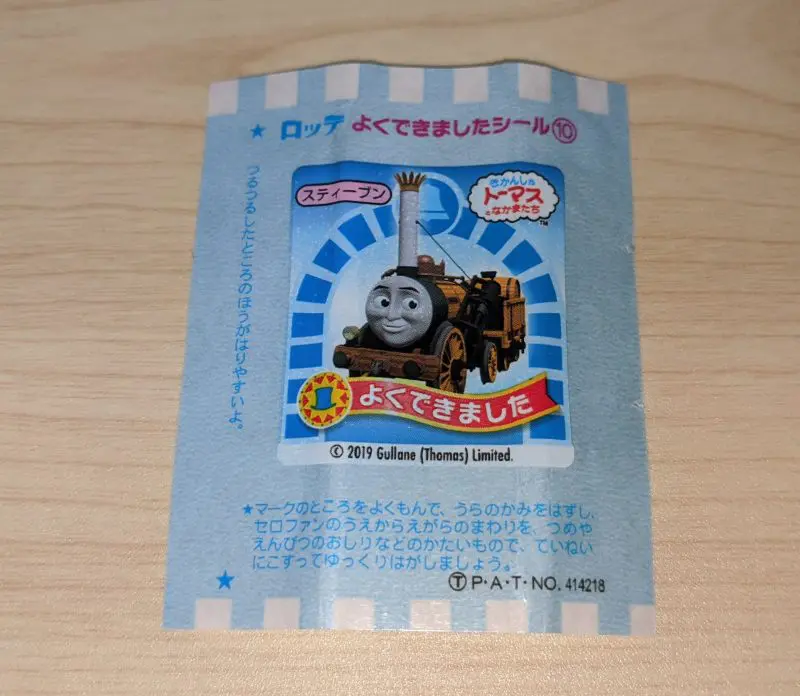 ★ ロッテ よくできましたシール⑩
スティーブン
きかんしゃ
トーマス
となかまたち
TM
つるつるしたところのほうがはりやすいよ。
よくできました
© 2019 Gullane (Thomas) Limited.
★マークのところをよくもんで、うらのかみをはずし、
セロファンのうえからえがらのまわりを、つめや
えんぴつのおしりなどのかたいもので、ていねい
にこすってゆっくりはがしましょう。
★ ⓉP・A・T・NO. 414218